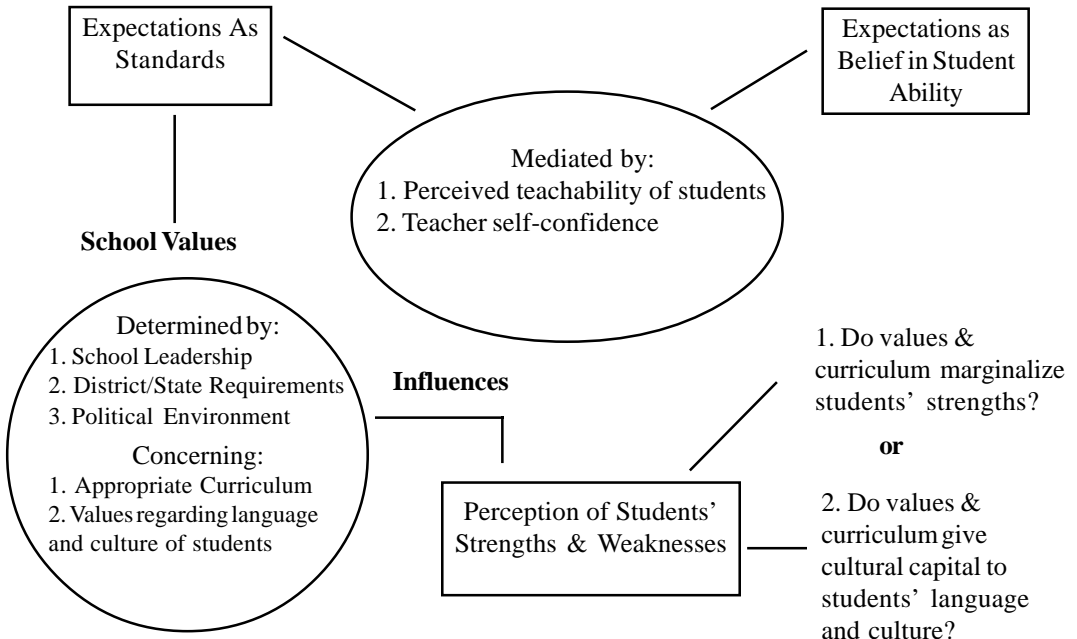 Expectations As
Standards
Expectations as
Belief in Student
Ability
Mediated by:
1. Perceived teachability of students
2. Teacher self-confidence
School Values
Determined by:
1. School Leadership
2. District/State Requirements
3. Political Environment
Concerning:
1. Appropriate Curriculum
2. Values regarding language
and culture of students
Influences
Perception of Students’
Strengths & Weaknesses
1. Do values &
curriculum marginalize
students’ strengths?
or
2. Do values &
curriculum give
cultural capital to
students’ language
and culture?